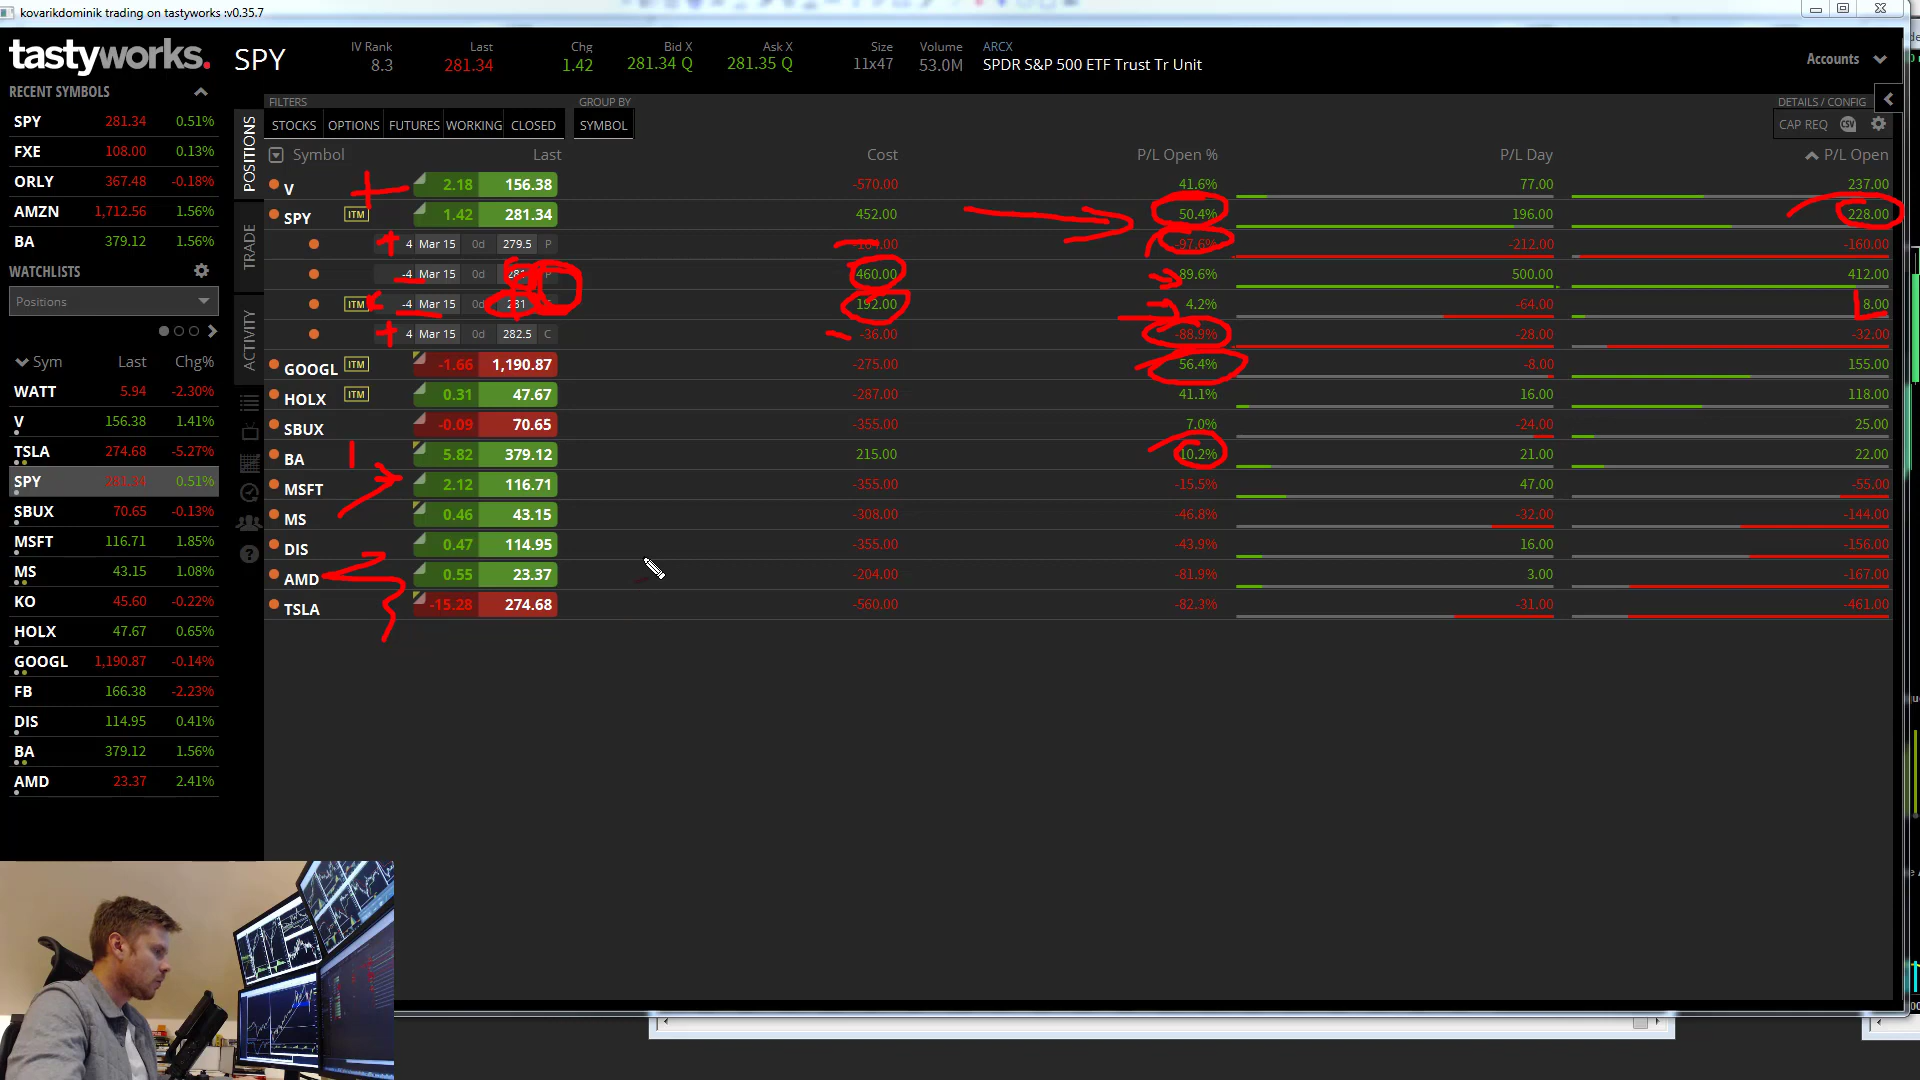 kovarikdominik trading on tastyworks :v0.35.7
tastyworks.
SPY
IV Rank Last Chg Bid X Ask X Size Volume ARCX
8.3 281.34 1.42 281.34 Q 281.35 Q 11x47 53.0M SPDR S&P 500 ETF Trust Tr Unit
Accounts
RECENT SYMBOLS
SPY 281.34 0.51%
FXE 108.00 0.13%
ORLY 367.48 -0.18%
AMZN 1,712.56 1.56%
BA 379.12 1.56%
WATCHLISTS
Positions
Sym Last Chg%
WATT 5.94 -2.30%
V 156.38 1.41%
TSLA 274.68 -5.27%
SPY 281.34 0.51%
SBUX 70.65 -0.13%
MSFT 116.71 1.85%
MS 43.15 1.08%
KO 45.60 -0.22%
HOLX 47.67 0.65%
GOOGL 1,190.87 -0.14%
FB 166.38 -2.23%
DIS 114.95 0.41%
BA 379.12 1.56%
AMD 23.37 2.41%
POSITIONS
TRADE
ACTIVITY
FILTERS GROUP BY DETAILS / CONFIG
STOCKS OPTIONS FUTURES WORKING CLOSED SYMBOL CAP REQ CSV
Symbol Last Cost P/L Open % P/L Day P/L Open
V 2.18 156.38 -570.00 41.6% 77.00 237.00
SPY ITM 1.42 281.34 452.00 50.4% 196.00 228.00
4 Mar 15 0d 279.5 P -164.00 -97.6% -212.00 -160.00
-4 Mar 15 0d P 460.00 89.6% 500.00 412.00
ITM -4 Mar 15 0d 281 192.00 4.2% -64.00 8.00
4 Mar 15 0d 282.5 C -36.00 -88.9% -28.00 -32.00
GOOGL ITM -1.66 1,190.87 -275.00 56.4% -8.00 155.00
HOLX ITM 0.31 47.67 -287.00 41.1% 16.00 118.00
SBUX -0.09 70.65 -355.00 7.0% -24.00 25.00
BA 5.82 379.12 215.00 10.2% 21.00 22.00
MSFT 2.12 116.71 -355.00 -15.5% 47.00 -55.00
MS 0.46 43.15 -308.00 -46.8% -32.00 -144.00
DIS 0.47 114.95 -355.00 -43.9% 16.00 -156.00
AMD 0.55 23.37 -204.00 -81.9% 3.00 -167.00
TSLA -15.28 274.68 -560.00 -82.3% -31.00 -461.00